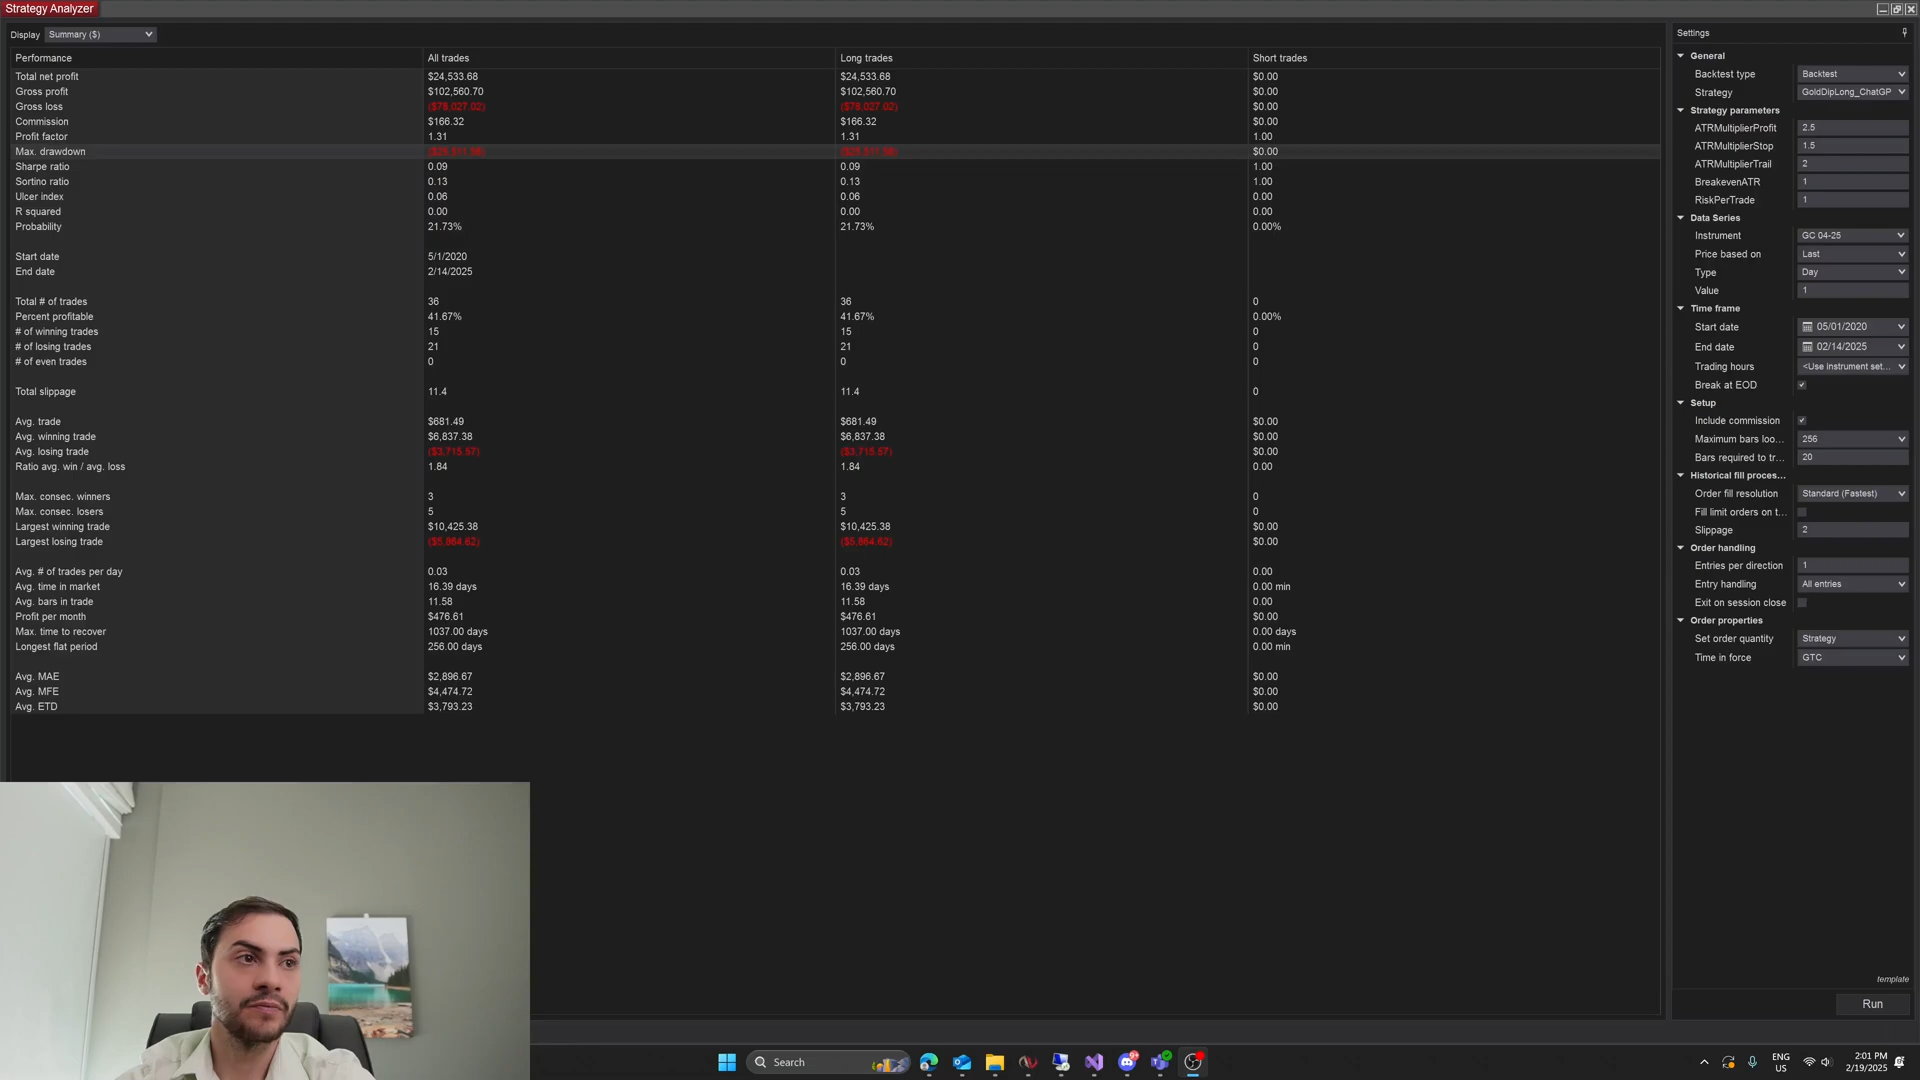 Strategy Analyzer
Display Summary ($)
Performance All trades Long trades Short trades
Total net profit $24,533.68 $24,533.68 $0.00
Gross profit $102,560.70 $102,560.70 $0.00
Gross loss ($78,027.02) ($78,027.02) $0.00
Commission $166.32 $166.32 $0.00
Profit factor 1.31 1.31 1.00
Max. drawdown $0.00
Sharpe ratio 0.09 0.09 1.00
Sortino ratio 0.13 0.13 1.00
Ulcer index 0.06 0.06 0.00
R squared 0.00 0.00 0.00
Probability 21.73% 21.73% 0.00%
Start date 5/1/2020
End date 2/14/2025
Total # of trades 36 36 0
Percent profitable 41.67% 41.67% 0.00%
# of winning trades 15 15 0
# of losing trades 21 21 0
# of even trades 0 0 0
Total slippage 11.4 11.4 0
Avg. trade $681.49 $681.49 $0.00
Avg. winning trade $6,837.38 $6,837.38 $0.00
Avg. losing trade ($3,715.57) ($3,715.57) $0.00
Ratio avg. win / avg. loss 1.84 1.84 0.00
Max. consec. winners 3 3 0
Max. consec. losers 5 5 0
Largest winning trade $10,425.38 $10,425.38 $0.00
Largest losing trade ($5,864.62) ($5,864.62) $0.00
Avg. # of trades per day 0.03 0.03 0.00
Avg. time in market 16.39 days 16.39 days 0.00 min
Avg. bars in trade 11.58 11.58 0.00
Profit per month $476.61 $476.61 $0.00
Max. time to recover 1037.00 days 1037.00 days 0.00 days
Longest flat period 256.00 days 256.00 days 0.00 min
Avg. MAE $2,896.67 $2,896.67 $0.00
Avg. MFE $4,474.72 $4,474.72 $0.00
Avg. ETD $3,793.23 $3,793.23 $0.00
Settings
General
Backtest type Backtest
Strategy GoldDipLong_ChatGP
Strategy parameters
ATRMultiplierProfit 2.5
ATRMultiplierStop 1.5
ATRMultiplierTrail 2
BreakevenATR 1
RiskPerTrade 1
Data Series
Instrument GC 04-25
Price based on Last
Type Day
Value 1
Time frame
Start date 05/01/2020
End date 02/14/2025
Trading hours <Use instrument set...
Break at EOD
Setup
Include commission
Maximum bars loo... 256
Bars required to tr... 20
Historical fill proces...
Order fill resolution Standard (Fastest)
Fill limit orders on t...
Slippage 2
Order handling
Entries per direction 1
Entry handling All entries
Exit on session close
Order properties
Set order quantity Strategy
Time in force GTC
template
Run
Search
ENG
US
2:01 PM
2/19/2025